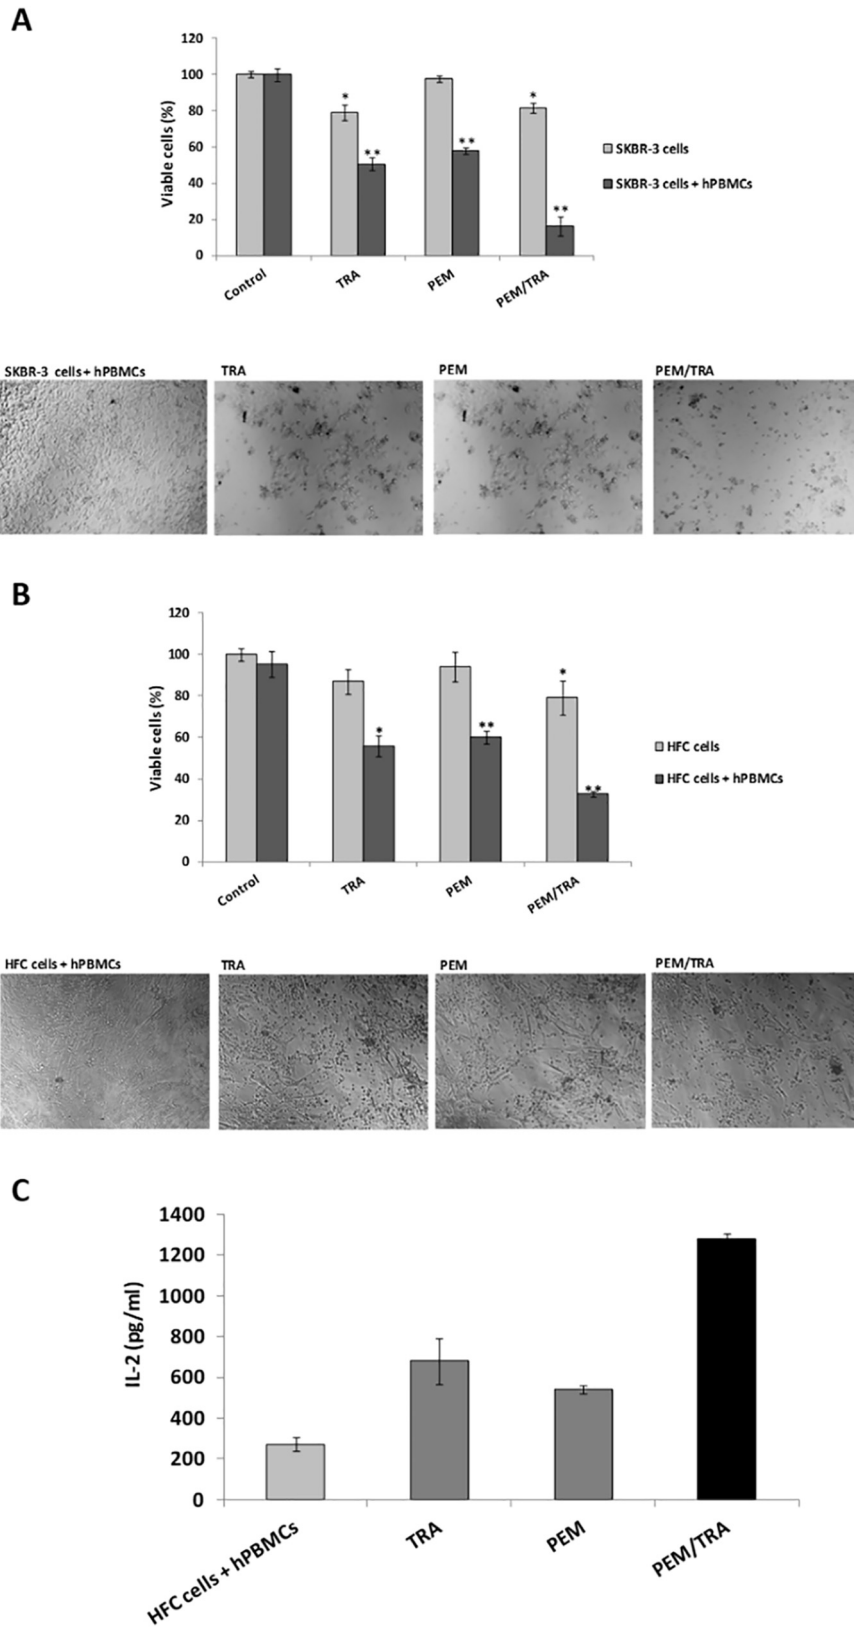 A
120
100
80
60
40
20
0
Viable cells (%)
*
**
**
*
**
Control
TRA
PEM
PEM/TRA
SKBR-3 cells
SKBR-3 cells + hPBMCs
SKBR-3 cells + hPBMCs
TRA
PEM
PEM/TRA
B
120
100
80
60
40
20
0
Viable cells (%)
*
**
*
**
Control
TRA
PEM
PEM/TRA
HFC cells
HFC cells + hPBMCs
HFC cells + hPBMCs
TRA
PEM
PEM/TRA
C
1400
1200
1000
800
600
400
200
0
IL-2 (pg/ml)
HFC cells + hPBMCs
TRA
PEM
PEM/TRA